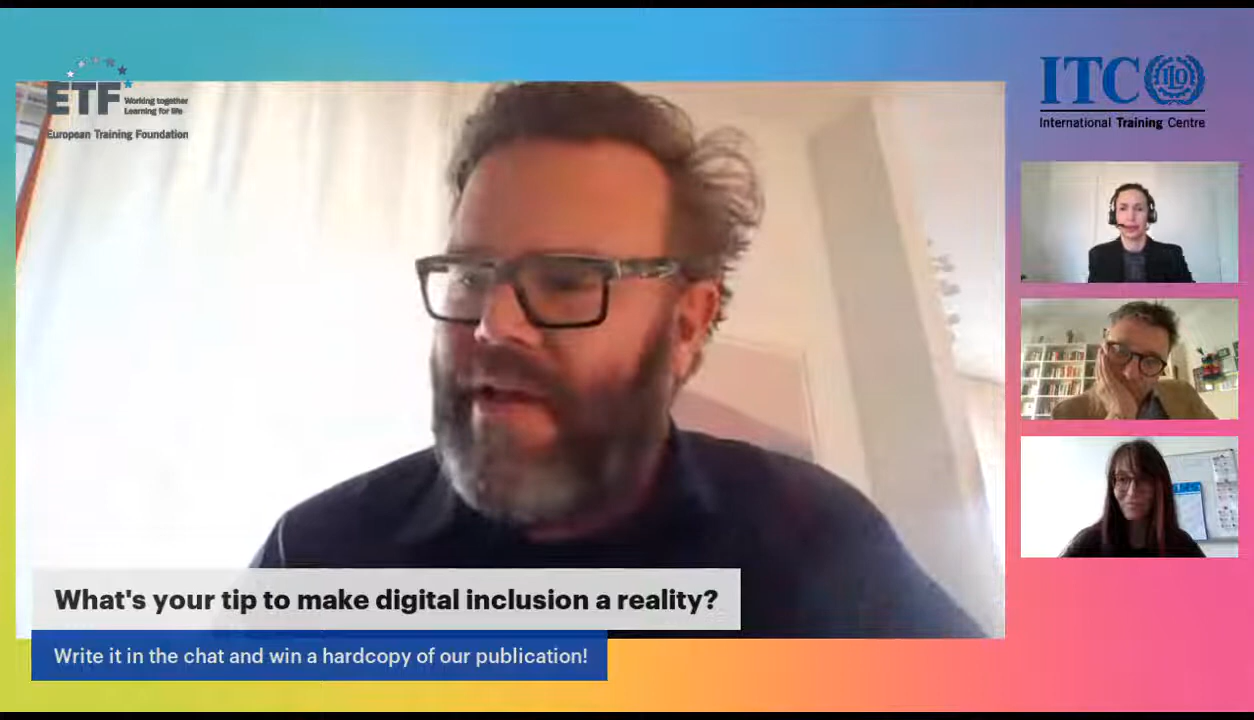 ETF Working together
Learning for life
European Training Foundation
ITC ILO
International Training Centre
What's your tip to make digital inclusion a reality?
Write it in the chat and win a hardcopy of our publication!